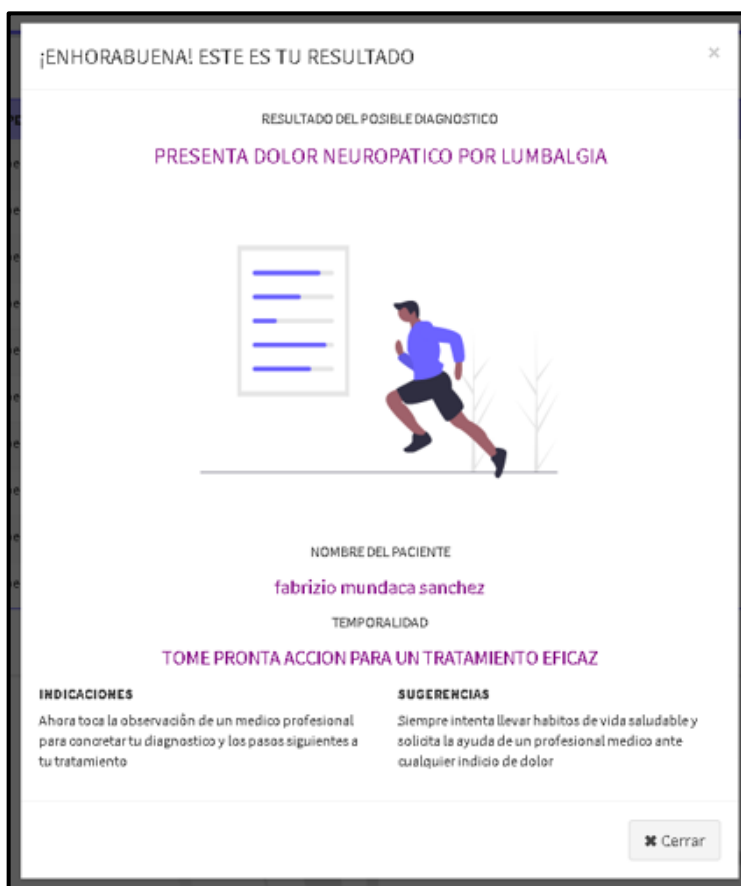 ¡ENHORABUENA! ESTE ES TU RESULTADO
×
RESULTADO DEL POSIBLE DIAGNOSTICO
PRESENTA DOLOR NEUROPATICO POR LUMBALGIA
NOMBRE DEL PACIENTE
fabrizio mundaca sanchez
TEMPORALIDAD
TOME PRONTA ACCION PARA UN TRATAMIENTO EFICAZ
INDICACIONES
Ahora toca la observación de un medico profesional
para concretar tu diagnostico y los pasos siguientes a
tu tratamiento
SUGERENCIAS
Siempre intenta llevar habitos de vida saludable y
solicita la ayuda de un profesional medico ante
cualquier indicio de dolor
✖ Cerrar